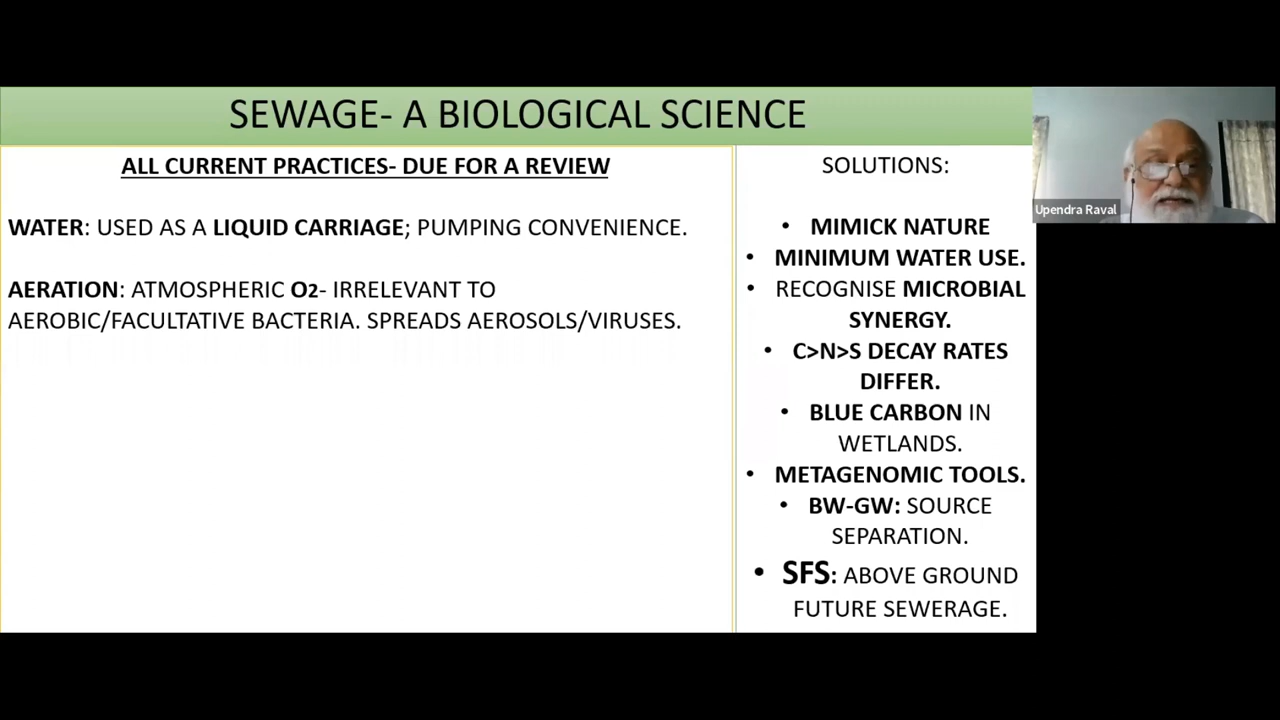 SEWAGE- A BIOLOGICAL SCIENCE
ALL CURRENT PRACTICES- DUE FOR A REVIEW
WATER: USED AS A LIQUID CARRIAGE; PUMPING CONVENIENCE.
AERATION: ATMOSPHERIC O2- IRRELEVANT TO
AEROBIC/FACULTATIVE BACTERIA. SPREADS AEROSOLS/VIRUSES.
SOLUTIONS:
• MIMICK NATURE
• MINIMUM WATER USE.
• RECOGNISE MICROBIAL
SYNERGY.
• C>N>S DECAY RATES
DIFFER.
• BLUE CARBON IN
WETLANDS.
• METAGENOMIC TOOLS.
• BW-GW: SOURCE
SEPARATION.
• SFS: ABOVE GROUND
FUTURE SEWERAGE.
Upendra Raval